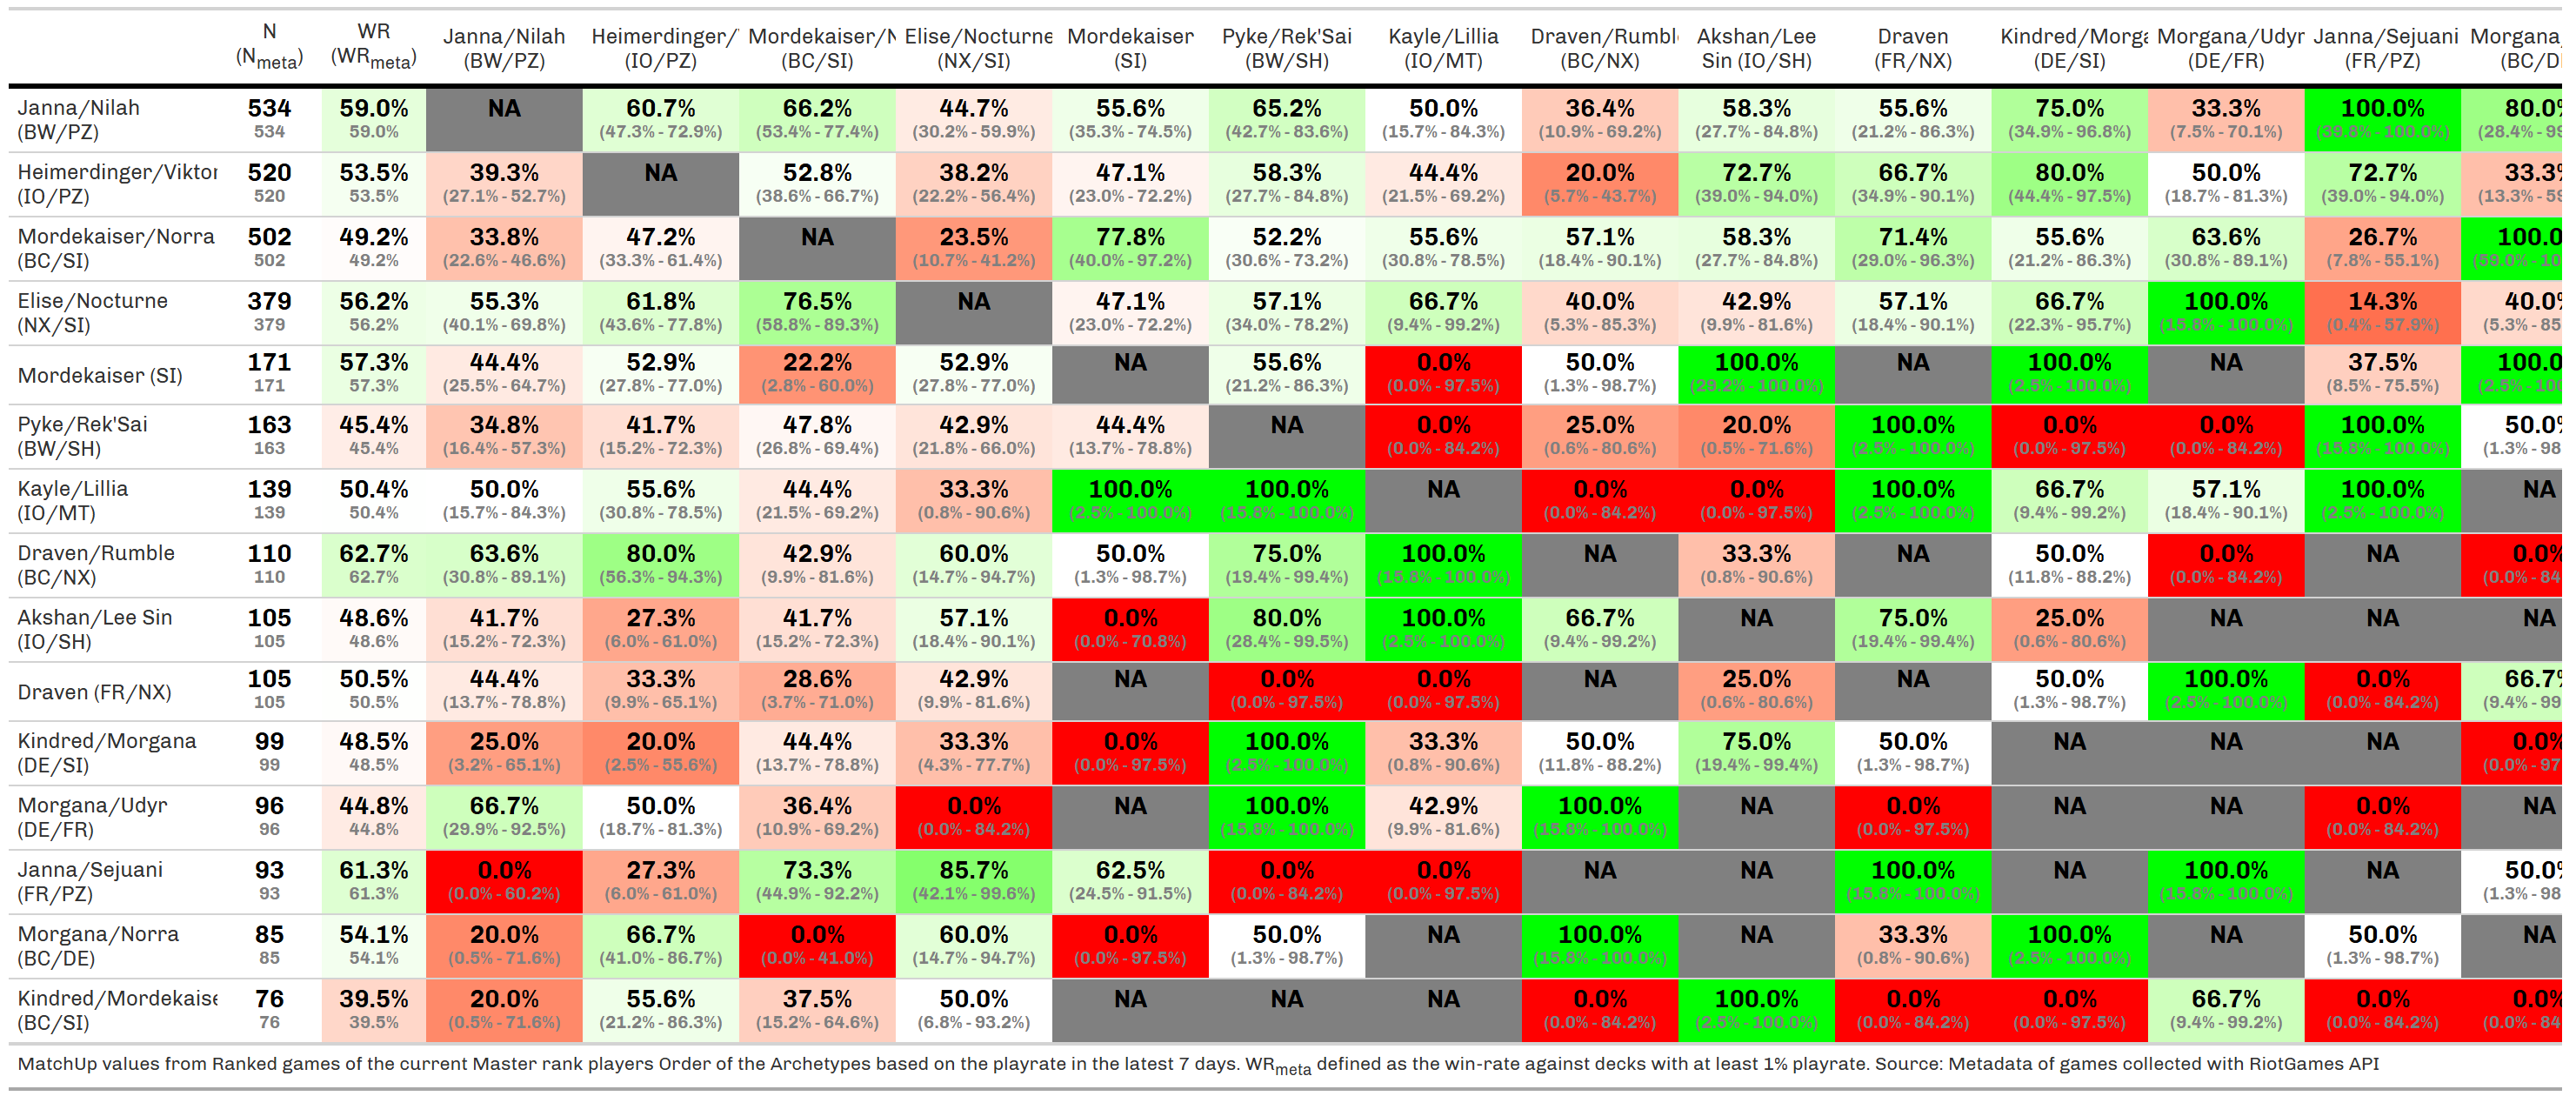 N WR Janna/Nilah Heimerdinger/ Mordekaiser/N Elise/Nocturne Mordekaiser Pyke/Rek'Sai Kayle/Lillia Draven/Rumbl Akshan/Lee Draven Kindred/Morga Morgana/Udyr Janna/Sejuani Morgana/
(Nmeta) (WRmeta) (BW/PZ) (IO/PZ) (BC/SI) (NX/SI) (SI) (BW/SH) (IO/MT) (BC/NX) Sin (IO/SH) (FR/NX) (DE/SI) (DE/FR) (FR/PZ) (BC/D
Janna/Nilah 534 59.0% NA 60.7% 66.2% 44.7% 55.6% 65.2% 50.0% 36.4% 58.3% 55.6% 75.0% 33.3% 100.0% 80.0%
(BW/PZ) 534 59.0% (47.3% - 72.9%) (53.4% - 77.4%) (30.2% - 59.9%) (35.3% - 74.5%) (42.7% - 83.6%) (15.7% - 84.3%) (10.9% - 69.2%) (27.7% - 84.8%) (21.2% - 86.3%) (34.9% - 96.8%) (7.5% - 70.1%) (39.8% - 100.0%) (28.4% - 99
Heimerdinger/Viktor 520 53.5% 39.3% NA 52.8% 38.2% 47.1% 58.3% 44.4% 20.0% 72.7% 66.7% 80.0% 50.0% 72.7% 33.3%
(IO/PZ) 520 53.5% (27.1% - 52.7%) (38.6% - 66.7%) (22.2% - 56.4%) (23.0% - 72.2%) (27.7% - 84.8%) (21.5% - 69.2%) (5.7% - 43.7%) (39.0% - 94.0%) (34.9% - 90.1%) (44.4% - 97.5%) (18.7% - 81.3%) (39.0% - 94.0%) (13.3% - 59
Mordekaiser/Norra 502 49.2% 33.8% 47.2% NA 23.5% 77.8% 52.2% 55.6% 57.1% 58.3% 71.4% 55.6% 63.6% 26.7% 100.0
(BC/SI) 502 49.2% (22.6% - 46.6%) (33.3% - 61.4%) (10.7% - 41.2%) (40.0% - 97.2%) (30.6% - 73.2%) (30.8% - 78.5%) (18.4% - 90.1%) (27.7% - 84.8%) (29.0% - 96.3%) (21.2% - 86.3%) (30.8% - 89.1%) (7.8% - 55.1%) (59.0% - 10
Elise/Nocturne 379 56.2% 55.3% 61.8% 76.5% NA 47.1% 57.1% 66.7% 40.0% 42.9% 57.1% 66.7% 100.0% 14.3% 40.0%
(NX/SI) 379 56.2% (40.1% - 69.8%) (43.6% - 77.8%) (58.8% - 89.3%) (23.0% - 72.2%) (34.0% - 78.2%) (9.4% - 99.2%) (5.3% - 85.3%) (9.9% - 81.6%) (18.4% - 90.1%) (22.3% - 95.7%) (15.8% - 100.0%) (0.4% - 57.9%) (5.3% - 85
Mordekaiser (SI) 171 57.3% 44.4% 52.9% 22.2% 52.9% NA 55.6% 0.0% 50.0% 100.0% NA 100.0% NA 37.5% 100.0
171 57.3% (25.5% - 64.7%) (27.8% - 77.0%) (2.8% - 60.0%) (27.8% - 77.0%) (21.2% - 86.3%) (0.0% - 97.5%) (1.3% - 98.7%) (29.2% - 100.0%) (2.5% - 100.0%) (8.5% - 75.5%) (2.5% - 100
Pyke/Rek'Sai 163 45.4% 34.8% 41.7% 47.8% 42.9% 44.4% NA 0.0% 25.0% 20.0% 100.0% 0.0% 0.0% 100.0% 50.0%
(BW/SH) 163 45.4% (16.4% - 57.3%) (15.2% - 72.3%) (26.8% - 69.4%) (21.8% - 66.0%) (13.7% - 78.8%) (0.0% - 84.2%) (0.6% - 80.6%) (0.5% - 71.6%) (2.5% - 100.0%) (0.0% - 97.5%) (0.0% - 84.2%) (15.8% - 100.0%) (1.3% - 98
Kayle/Lillia 139 50.4% 50.0% 55.6% 44.4% 33.3% 100.0% 100.0% NA 0.0% 0.0% 100.0% 66.7% 57.1% 100.0% NA
(IO/MT) 139 50.4% (15.7% - 84.3%) (30.8% - 78.5%) (21.5% - 69.2%) (0.8% - 90.6%) (2.5% - 100.0%) (15.8% - 100.0%) (0.0% - 84.2%) (0.0% - 97.5%) (2.5% - 100.0%) (9.4% - 99.2%) (18.4% - 90.1%) (2.5% - 100.0%)
Draven/Rumble 110 62.7% 63.6% 80.0% 42.9% 60.0% 50.0% 75.0% 100.0% NA 33.3% NA 50.0% 0.0% NA 0.0%
(BC/NX) 110 62.7% (30.8% - 89.1%) (56.3% - 94.3%) (9.9% - 81.6%) (14.7% - 94.7%) (1.3% - 98.7%) (19.4% - 99.4%) (15.8% - 100.0%) (0.8% - 90.6%) (11.8% - 88.2%) (0.0% - 84.2%) (0.0% - 84
Akshan/Lee Sin 105 48.6% 41.7% 27.3% 41.7% 57.1% 0.0% 80.0% 100.0% 66.7% NA 75.0% 25.0% NA NA NA
(IO/SH) 105 48.6% (15.2% - 72.3%) (6.0% - 61.0%) (15.2% - 72.3%) (18.4% - 90.1%) (0.0% - 70.8%) (28.4% - 99.5%) (2.5% - 100.0%) (9.4% - 99.2%) (19.4% - 99.4%) (0.6% - 80.6%)
Draven (FR/NX) 105 50.5% 44.4% 33.3% 28.6% 42.9% NA 0.0% 0.0% NA 25.0% NA 50.0% 100.0% 0.0% 66.7%
105 50.5% (13.7% - 78.8%) (9.9% - 65.1%) (3.7% - 71.0%) (9.9% - 81.6%) (0.0% - 97.5%) (0.0% - 97.5%) (0.6% - 80.6%) (1.3% - 98.7%) (2.5% - 100.0%) (0.0% - 84.2%) (9.4% - 99
Kindred/Morgana 99 48.5% 25.0% 20.0% 44.4% 33.3% 0.0% 100.0% 33.3% 50.0% 75.0% 50.0% NA NA NA 0.0%
(DE/SI) 99 48.5% (3.2% - 65.1%) (2.5% - 55.6%) (13.7% - 78.8%) (4.3% - 77.7%) (0.0% - 97.5%) (2.5% - 100.0%) (0.8% - 90.6%) (11.8% - 88.2%) (19.4% - 99.4%) (1.3% - 98.7%) (0.0% - 97
Morgana/Udyr 96 44.8% 66.7% 50.0% 36.4% 0.0% NA 100.0% 42.9% 100.0% NA 0.0% NA NA 0.0% NA
(DE/FR) 96 44.8% (29.9% - 92.5%) (18.7% - 81.3%) (10.9% - 69.2%) (0.0% - 84.2%) (15.8% - 100.0%) (9.9% - 81.6%) (15.8% - 100.0%) (0.0% - 97.5%) (0.0% - 84.2%)
Janna/Sejuani 93 61.3% 0.0% 27.3% 73.3% 85.7% 62.5% 0.0% 0.0% NA NA 100.0% NA 100.0% NA 50.0%
(FR/PZ) 93 61.3% (0.0% - 60.2%) (6.0% - 61.0%) (44.9% - 92.2%) (42.1% - 99.6%) (24.5% - 91.5%) (0.0% - 84.2%) (0.0% - 97.5%) (15.8% - 100.0%) (15.8% - 100.0%) (1.3% - 98
Morgana/Norra 85 54.1% 20.0% 66.7% 0.0% 60.0% 0.0% 50.0% NA 100.0% NA 33.3% 100.0% NA 50.0% NA
(BC/DE) 85 54.1% (0.5% - 71.6%) (41.0% - 86.7%) (0.0% - 41.0%) (14.7% - 94.7%) (0.0% - 97.5%) (1.3% - 98.7%) (15.8% - 100.0%) (0.8% - 90.6%) (2.5% - 100.0%) (1.3% - 98.7%)
Kindred/Mordekaise 76 39.5% 20.0% 55.6% 37.5% 50.0% NA NA NA 0.0% 100.0% 0.0% 0.0% 66.7% 0.0% 0.0%
(BC/SI) 76 39.5% (0.5% - 71.6%) (21.2% - 86.3%) (15.2% - 64.6%) (6.8% - 93.2%) (0.0% - 84.2%) (2.5% - 100.0%) (0.0% - 84.2%) (0.0% - 97.5%) (9.4% - 99.2%) (0.0% - 84.2%) (0.0% - 84
MatchUp values from Ranked games of the current Master rank players Order of the Archetypes based on the playrate in the latest 7 days. WRmeta defined as the win-rate against decks with at least 1% playrate. Source: Metadata of games collected with RiotGames API